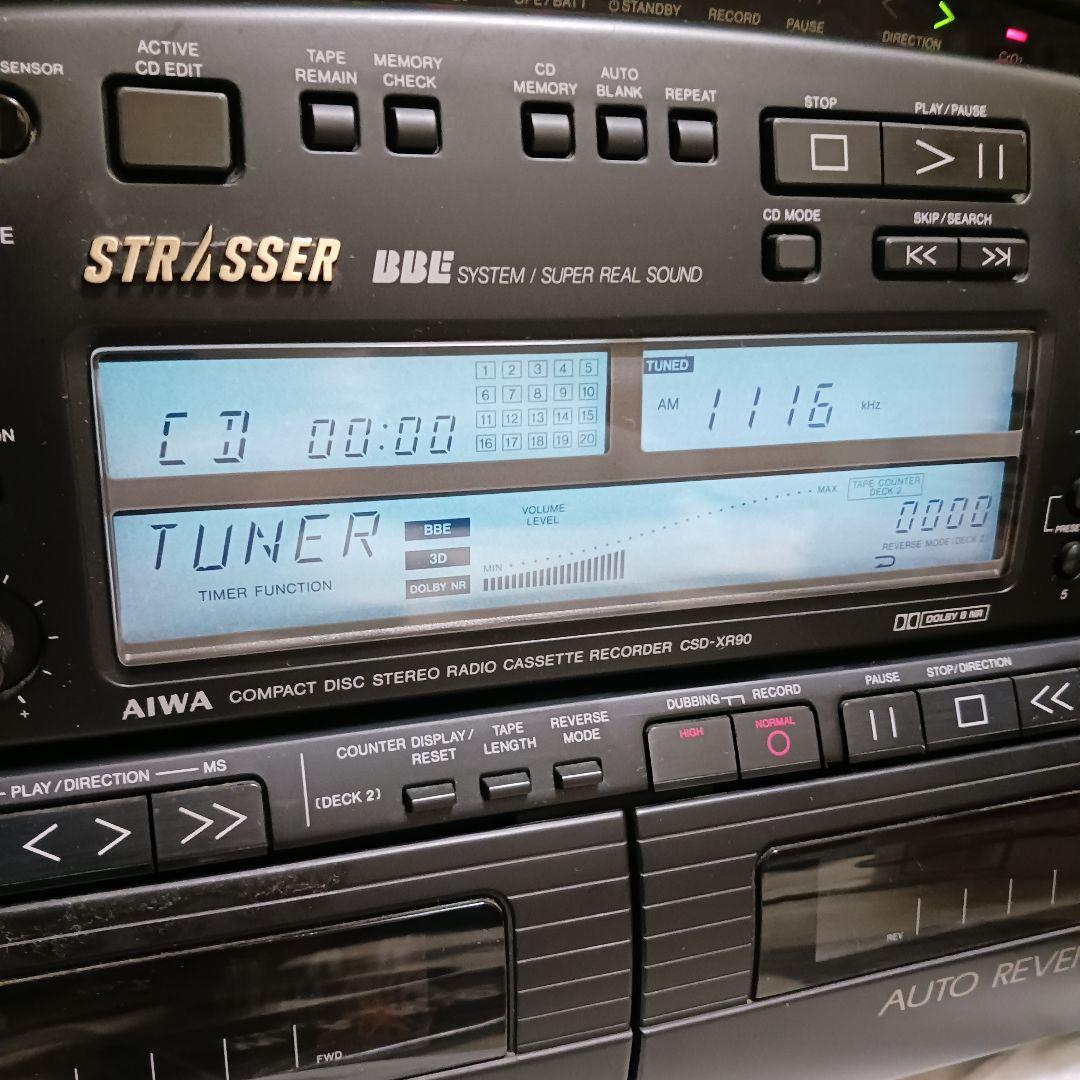 STANDBY
RECORD
PAUSE
DIRECTION
CrO2
SENSOR
ACTIVE
CD EDIT
TAPE
REMAIN
MEMORY
CHECK
CD
MEMORY
AUTO
BLANK
REPEAT
STOP
PLAY/PAUSE
CD MODE
SKIP/SEARCH
STRASSER
BBE SYSTEM / SUPER REAL SOUND
CD 00:00
1 2 3 4 5
6 7 8 9 10
11 12 13 14 15
16 17 18 19 20
TUNED
AM 1116 kHz
TUNER
TIMER FUNCTION
BBE
3D
DOLBY NR
VOLUME
LEVEL
MIN
MAX
TAPE COUNTER
DECK 2
0000
REVERSE MODE (DECK 2)
5
DOLBY B NR
AIWA COMPACT DISC STEREO RADIO CASSETTE RECORDER CSD-XR90
PLAY/DIRECTION
MS
COUNTER DISPLAY/
RESET
TAPE
LENGTH
REVERSE
MODE
(DECK 2)
DUBBING
RECORD
HIGH
NORMAL
PAUSE
STOP/DIRECTION
FWD
REV
AUTO REVE